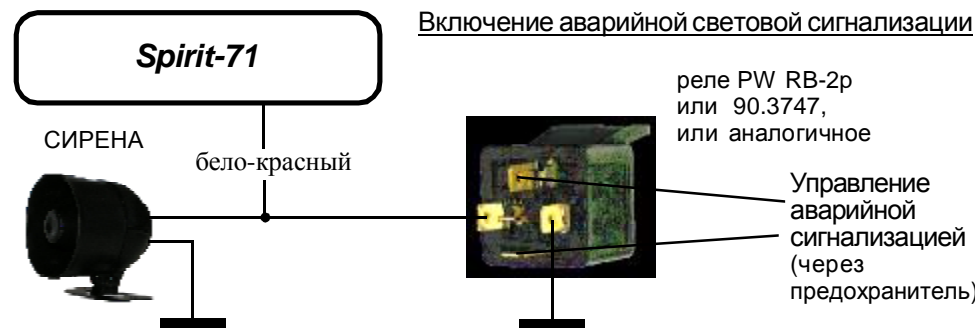 Включение аварийной световой сигнализации
Spirit-71
реле PW RB-2р
или 90.3747,
или аналогичное
СИРЕНА
бело-красный
Управление
аварийной
сигнализацией
(через
предохранитель)